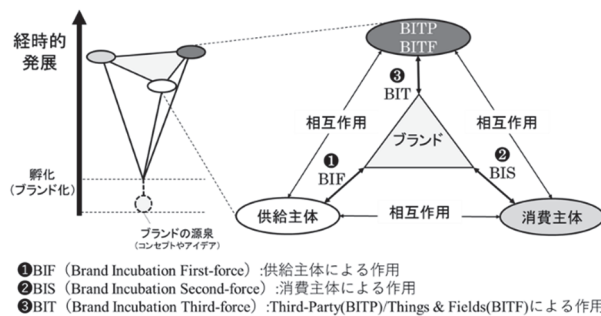 経時的
発展
孵化
(ブランド化)
ブランドの源泉
(コンセプトやアイデア)
BITP
BITF
❸
BIT
相互作用
相互作用
ブランド
❶
BIF
❷
BIS
供給主体
相互作用
消費主体
❶BIF(Brand Incubation First-force):供給主体による作用
❷BIS(Brand Incubation Second-force):消費主体による作用
❸BIT(Brand Incubation Third-force):Third-Party(BITP)/Things & Fields(BITF)による作用